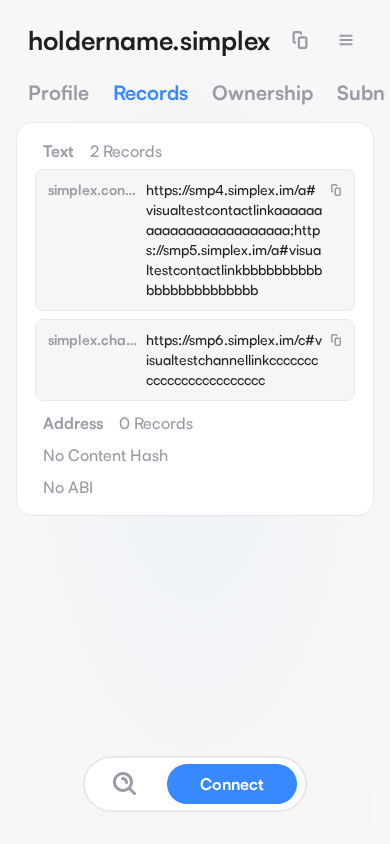 holdername.simplex
Profile Records Ownership Subn
Text 2 Records
simplex.con... https://smp4.simplex.im/a#
visualtestcontactlinkaaaaaa
aaaaaaaaaaaaaaaaaa;http
s://smp5.simplex.im/a#visua
ltestcontactlinkbbbbbbbbbb
bbbbbbbbbbbbbb
simplex.cha... https://smp6.simplex.im/c#v
isualtestchannellinkccccccc
ccccccccccccccccc
Address 0 Records
No Content Hash
No ABI
Connect